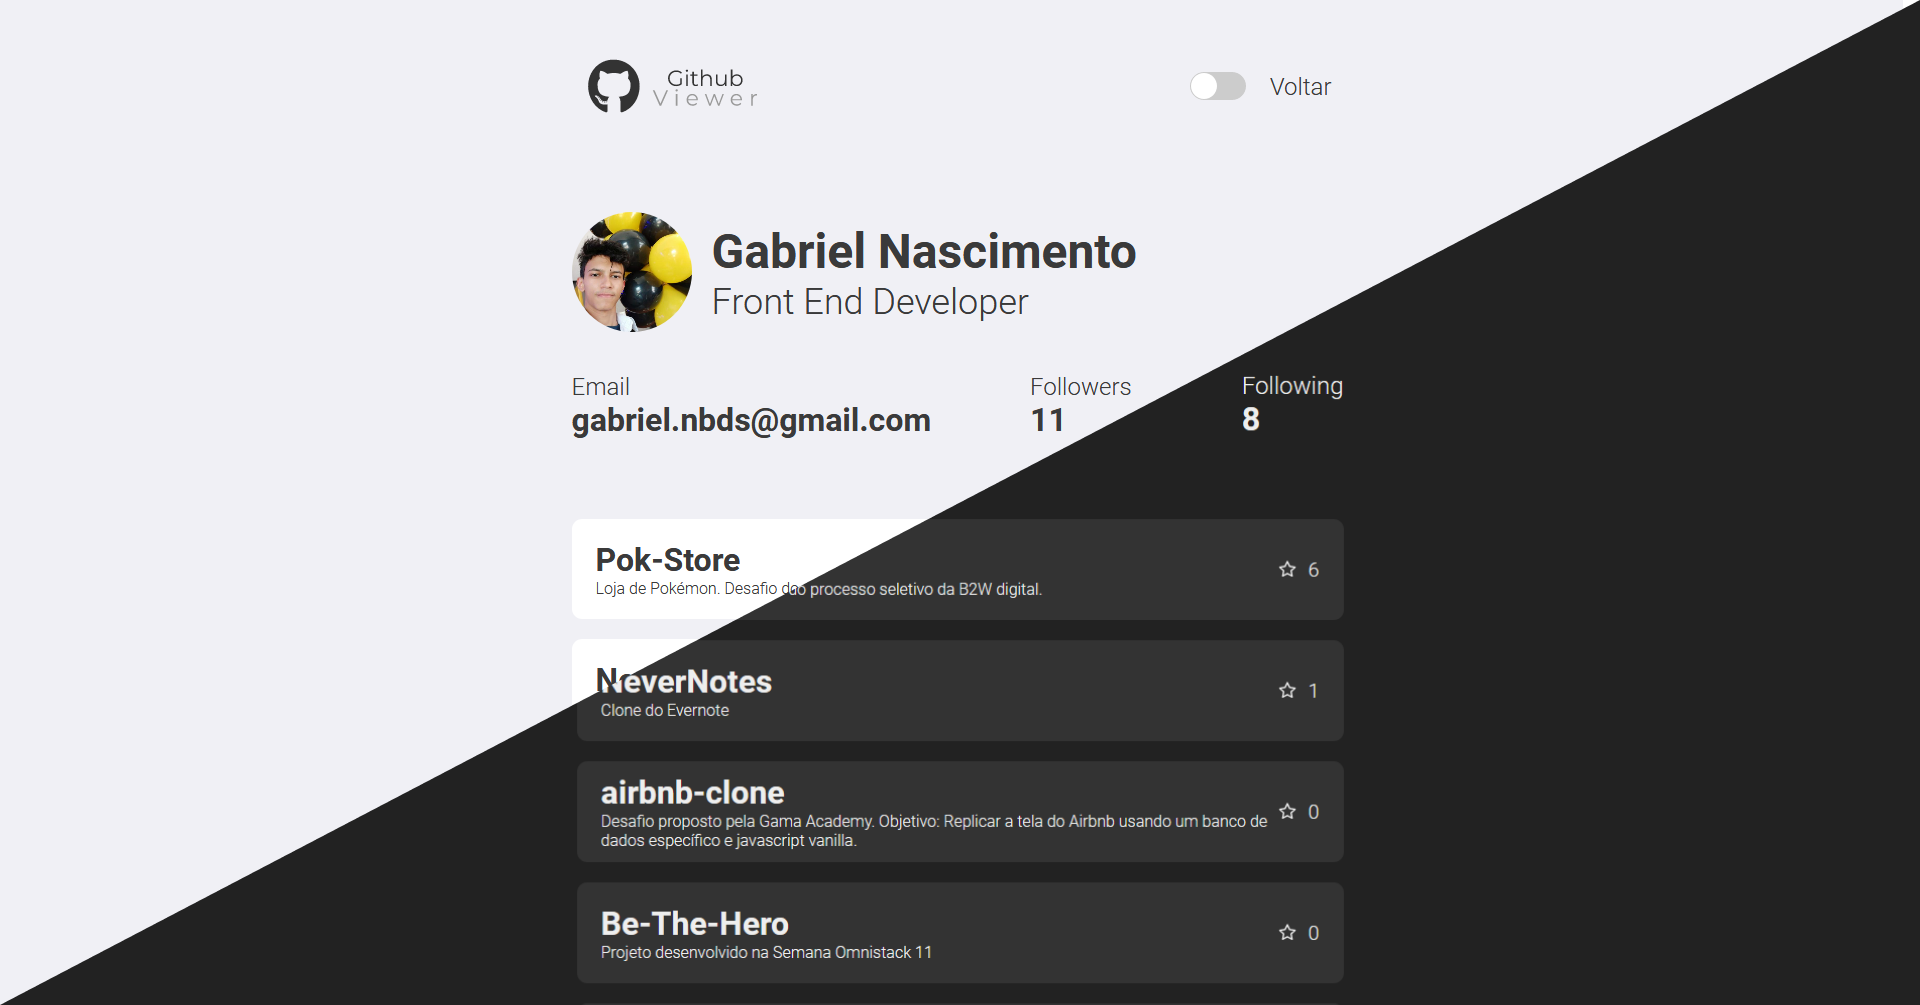 Github
Viewer
Voltar
Gabriel Nascimento
Front End Developer
Email
gabriel.nbds@gmail.com
Followers
11
Following
8
Pok-Store
Loja de Pokémon. Desafio do processo seletivo da B2W digital.
6
NeverNotes
Clone do Evernote
1
airbnb-clone
Desafio proposto pela Gama Academy. Objetivo: Replicar a tela do Airbnb usando um banco de
dados específico e javascript vanilla.
0
Be-The-Hero
Projeto desenvolvido na Semana Omnistack 11
0